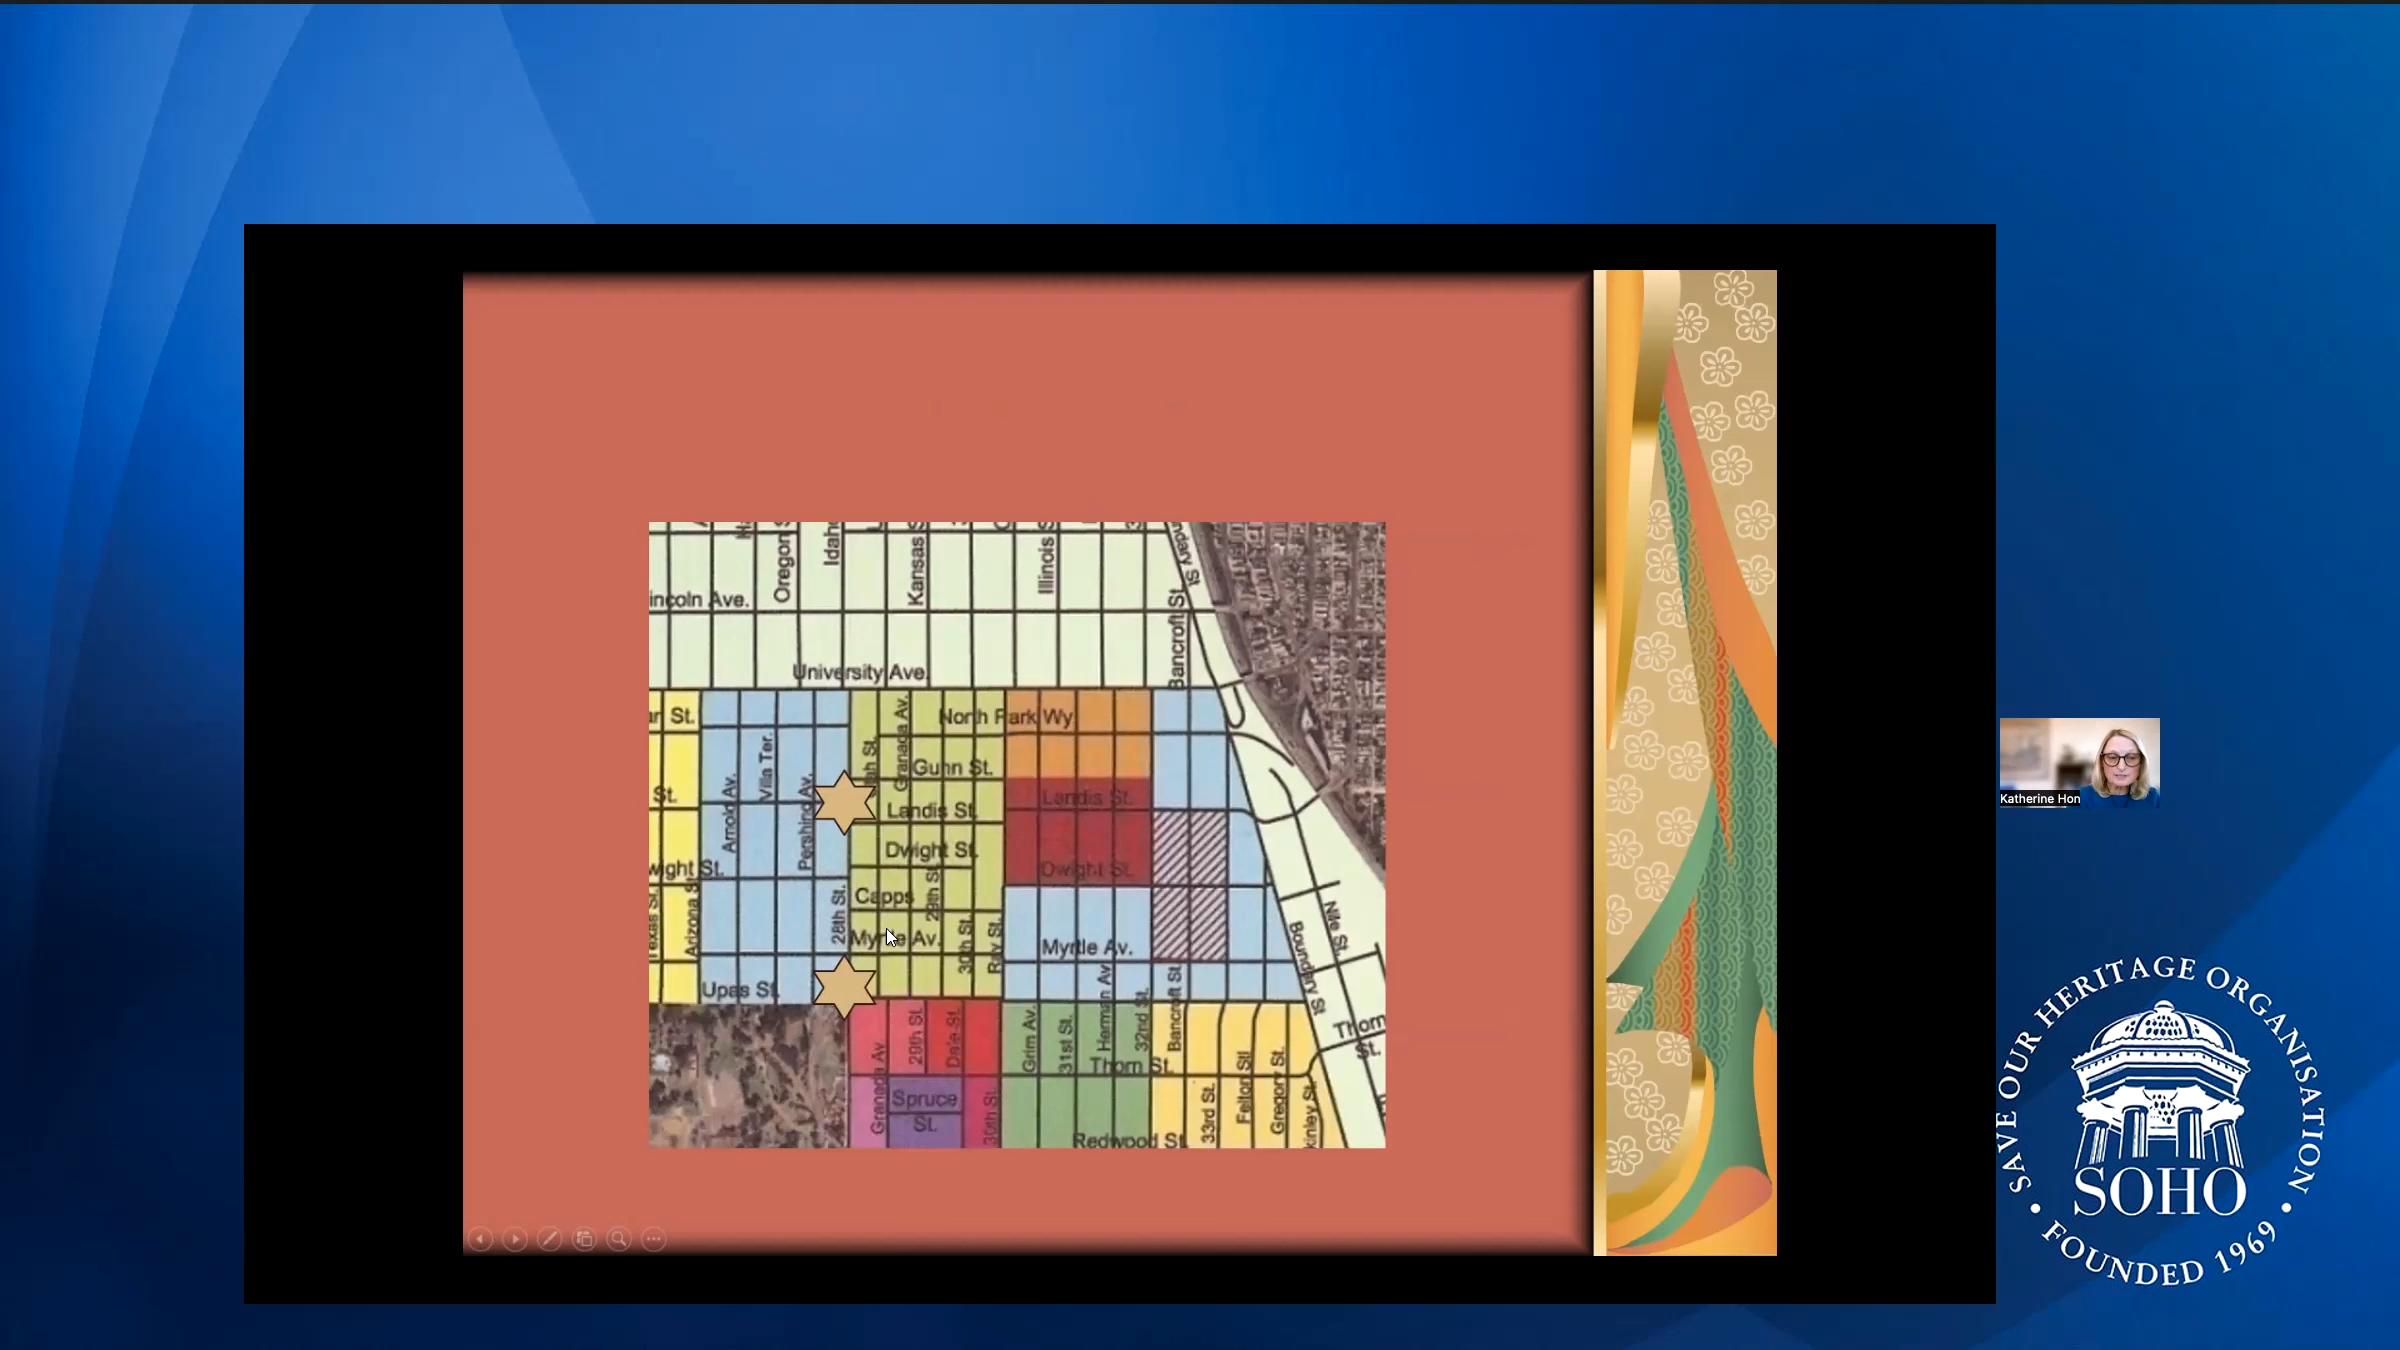 Oregon
Idaho
Kansas
Illinois
incoln Ave.
Bancroft St.
University Ave.
St.
North Park Wy
Granada Av.
Villa Ter.
Gunn St.
St.
Arnold Av.
Pershing Av.
Landis St.
Landis St.
Dwight St.
Dwight St.
wight St.
Capps
29th St.
28th St.
Texas St.
Arizona St.
Myrtle Av.
30th St.
Ray St.
Myrtle Av.
Nile St.
Boundary St
Upas St.
Herman Av
Bancroft St.
32nd St.
29th St.
Dale St.
Grim Av.
31st St.
Thorn St.
Thorn
St.
Granada Av
Spruce
St.
30th St.
33rd St.
Felton St
Gregory St.
Redwood St
Katherine Hon
SAVE OUR HERITAGE ORGANISATION
SOHO
FOUNDED 1969